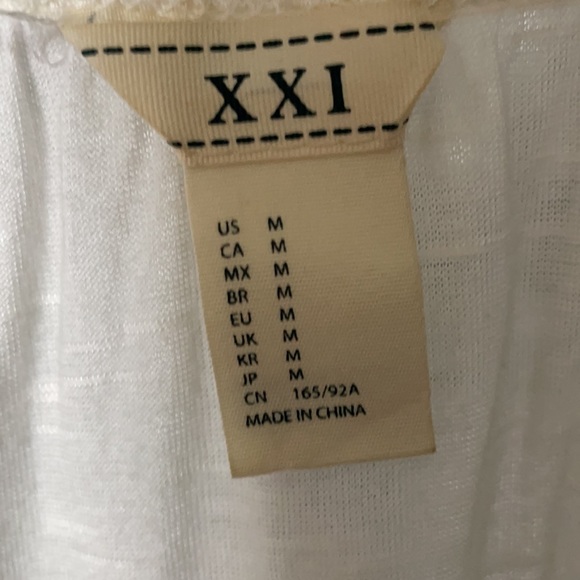 XXI
US M
CA M
MX M
BR M
EU M
UK M
KR M
JP M
CN 165/92A
MADE IN CHINA